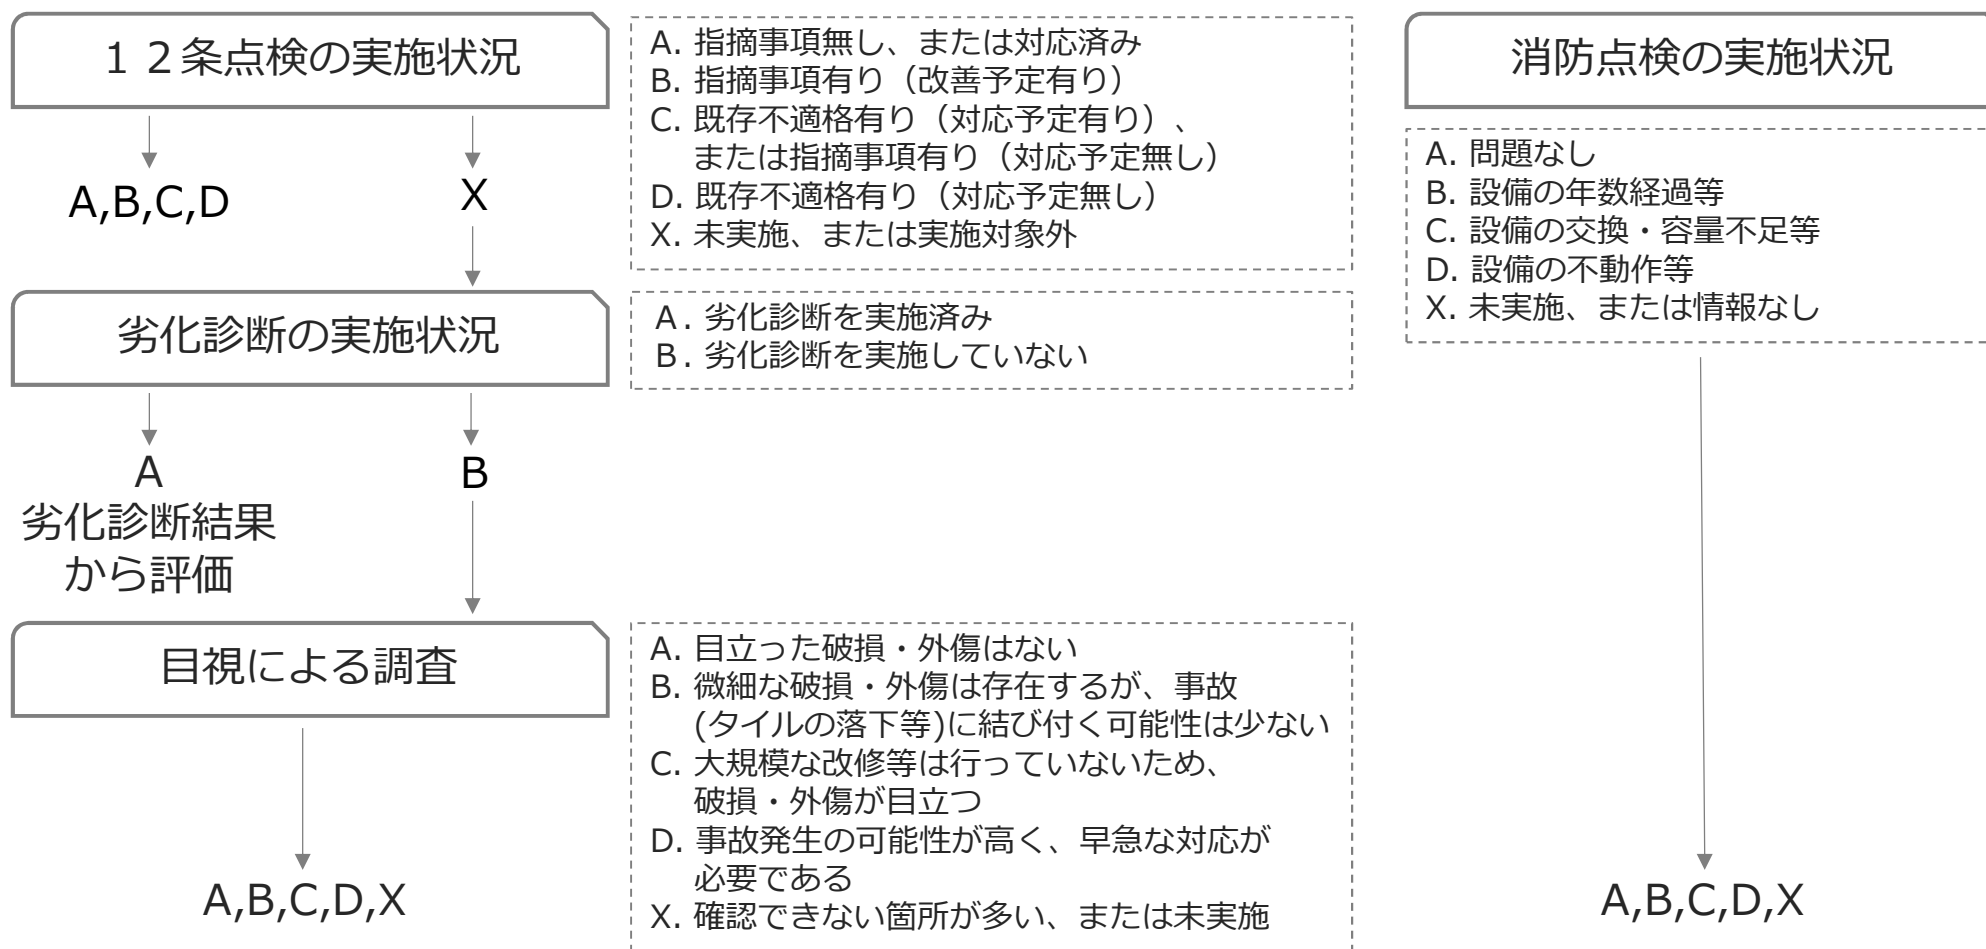 １２条点検の実施状況
A. 指摘事項無し、または対応済み
B. 指摘事項有り（改善予定有り）
C. 既存不適格有り（対応予定有り）、
または指摘事項有り（対応予定無し）
D. 既存不適格有り（対応予定無し）
X. 未実施、または実施対象外
A,B,C,D
X
劣化診断の実施状況
A. 劣化診断を実施済み
B. 劣化診断を実施していない
A
劣化診断結果
から評価
B
目視による調査
A. 目立った破損・外傷はない
B. 微細な破損・外傷は存在するが、事故
(タイルの落下等)に結び付く可能性は少ない
C. 大規模な改修等は行っていないため、
破損・外傷が目立つ
D. 事故発生の可能性が高く、早急な対応が
必要である
X. 確認できない箇所が多い、または未実施
A,B,C,D,X
消防点検の実施状況
A. 問題なし
B. 設備の年数経過等
C. 設備の交換・容量不足等
D. 設備の不動作等
X. 未実施、または情報なし
A,B,C,D,X